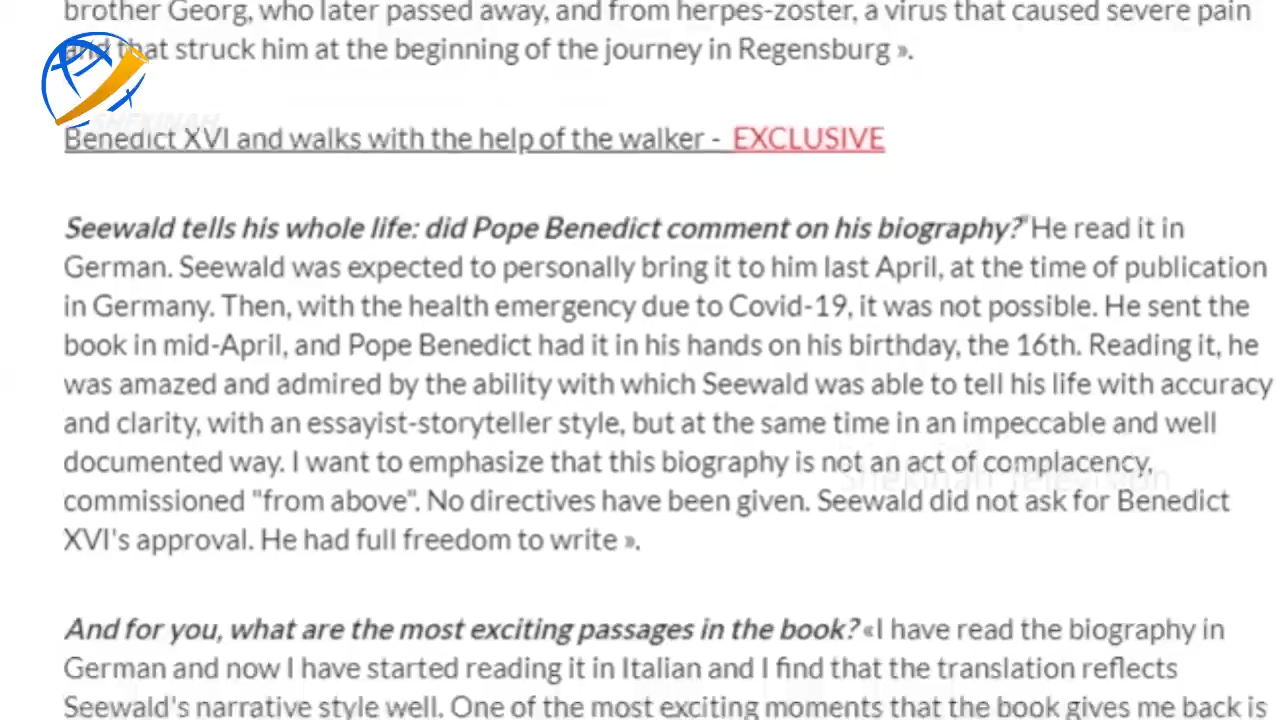 brother Georg, who later passed away, and from herpes-zoster, a virus that caused severe pain
and that struck him at the beginning of the journey in Regensburg ».
SHEKINAH
Benedict XVI and walks with the help of the walker - EXCLUSIVE
Seewald tells his whole life: did Pope Benedict comment on his biography?" He read it in
German. Seewald was expected to personally bring it to him last April, at the time of publication
in Germany. Then, with the health emergency due to Covid-19, it was not possible. He sent the
book in mid-April, and Pope Benedict had it in his hands on his birthday, the 16th. Reading it, he
was amazed and admired by the ability with which Seewald was able to tell his life with accuracy
and clarity, with an essayist-storyteller style, but at the same time in an impeccable and well
documented way. I want to emphasize that this biography is not an act of complacency,
Shekinah Television
commissioned "from above". No directives have been given. Seewald did not ask for Benedict
XVI's approval. He had full freedom to write ».
And for you, what are the most exciting passages in the book? «I have read the biography in
German and now I have started reading it in Italian and I find that the translation reflects
Seewald's narrative style well. One of the most exciting moments that the book gives me back is